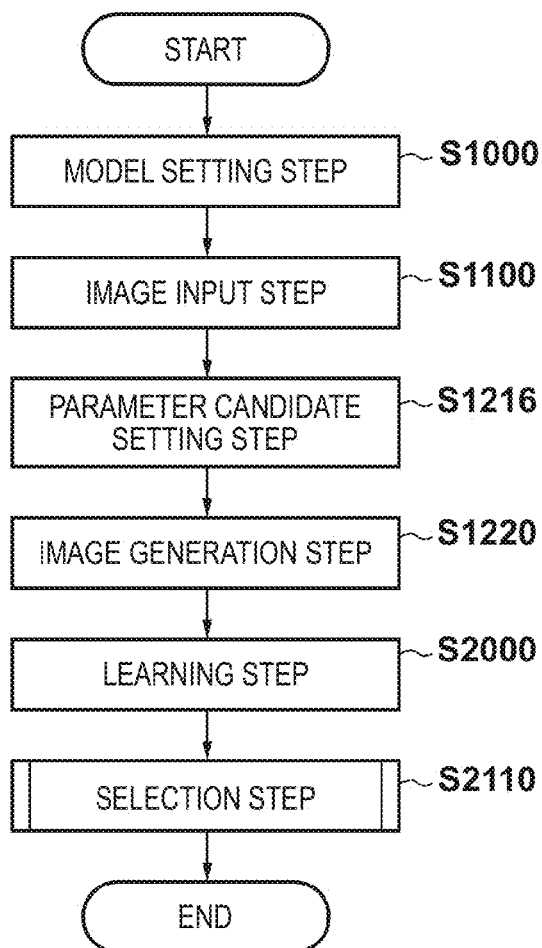 START
MODEL SETTING STEP
S1000
IMAGE INPUT STEP
S1100
PARAMETER CANDIDATE
SETTING STEP
S1216
IMAGE GENERATION STEP
S1220
LEARNING STEP
S2000
SELECTION STEP
S2110
END